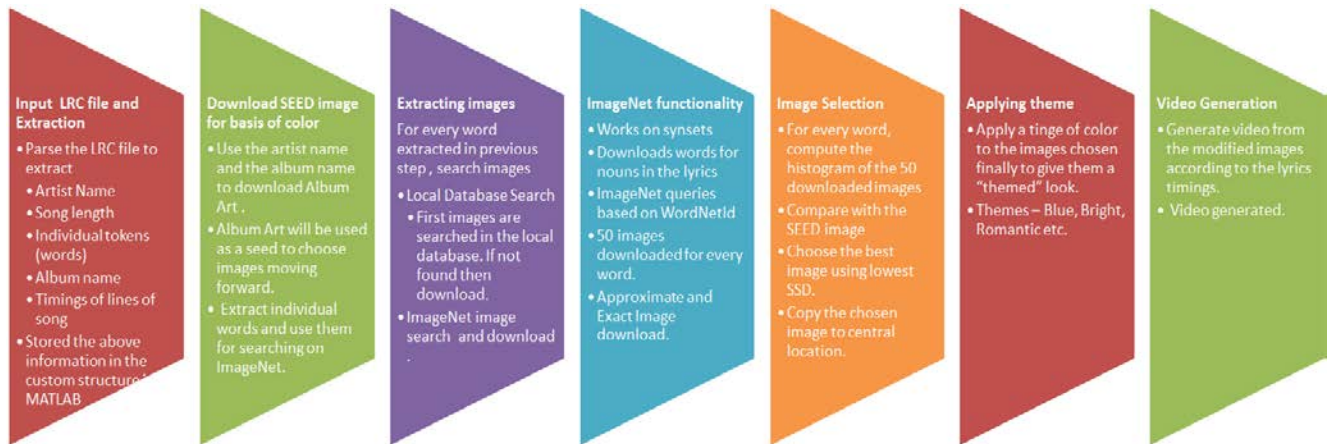 Input LRC file and
Extraction
• Parse the LRC file to
extract
• Artist Name
• Song length
• Individual tokens
(words)
• Album name
• Timings of lines of
song
• Stored the above
information in the
custom structure
MATLAB
Download SEED image
for basis of color
• Use the artist name
and the album name
to download Album
Art .
• Album Art will be used
as a seed to choose
images moving
forward.
• Extract individual
words and use them
for searching on
ImageNet.
Extracting images
For every word
extracted in previous
step , search images
• Local Database Search
• First images are
searched in the local
database. If not
found then
download.
• ImageNet image
search and download
.
ImageNet functionality
• Works on synsets
• Downloads words for
nouns in the lyrics
• ImageNet queries
based on WordNetId
• 50 images
downloaded for every
word.
• Approximate and
Exact Image
download.
Image Selection
• For every word,
compute the
histogram of the 50
downloaded images
• Compare with the
SEED image
• Choose the best
image using lowest
SSD.
• Copy the chosen
image to central
location.
Applying theme
• Apply a tinge of color
to the images chosen
finally to give them a
“themed” look.
• Themes – Blue, Bright,
Romantic etc.
Video Generation
• Generate video from
the modified images
according to the lyrics
timings.
• Video generated.